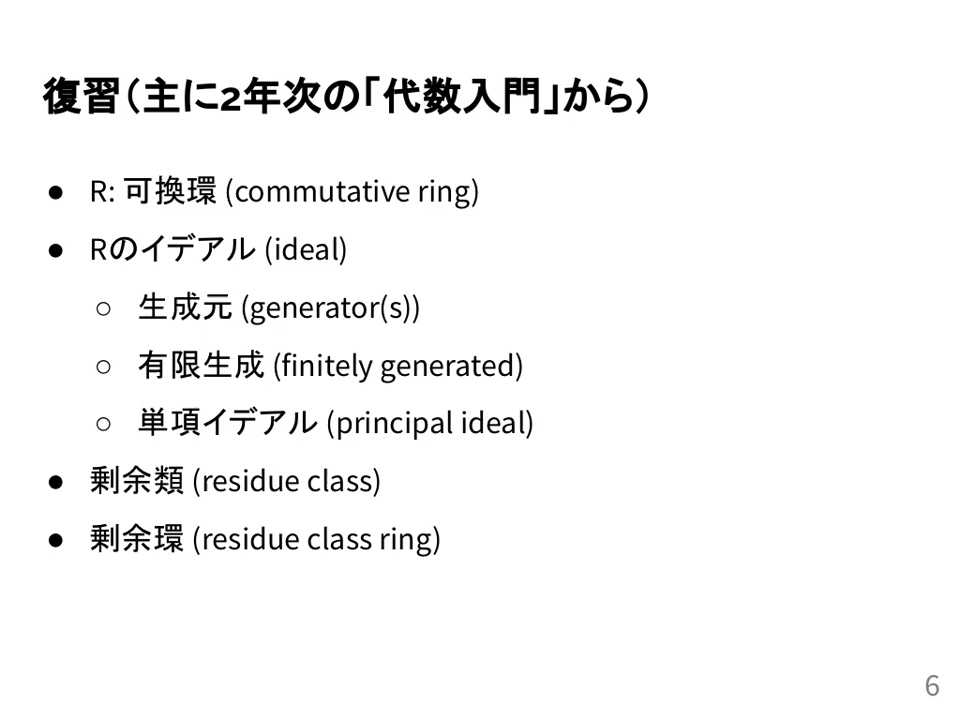 復習（主に2年次の「代数入門」から）
● R: 可換環 (commutative ring)
● Rのイデアル (ideal)
○ 生成元 (generator(s))
○ 有限生成 (finitely generated)
○ 単項イデアル (principal ideal)
● 剰余類 (residue class)
● 剰余環 (residue class ring)
6